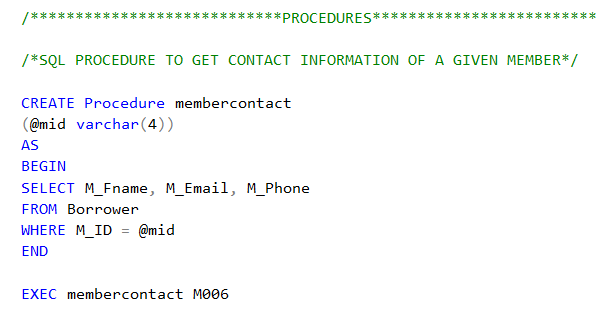 /****************************PROCEDURES*************************
/*SQL PROCEDURE TO GET CONTACT INFORMATION OF A GIVEN MEMBER*/
CREATE Procedure membercontact
(@mid varchar(4))
AS
BEGIN
SELECT M_Fname, M_Email, M_Phone
FROM Borrower
WHERE M_ID = @mid
END
EXEC membercontact M006